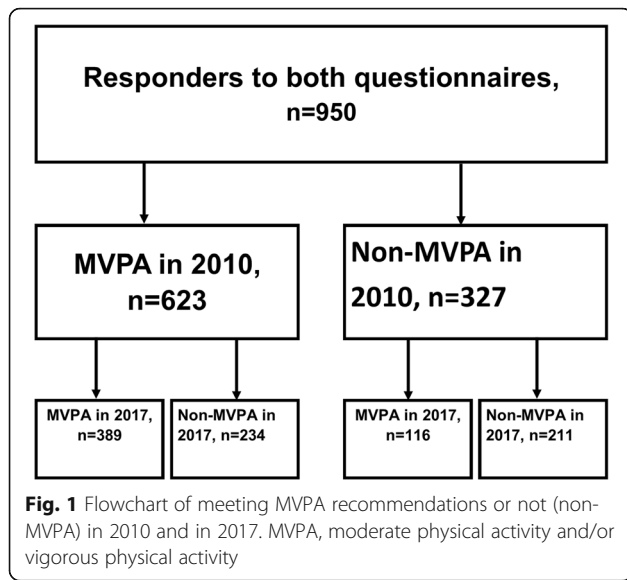 Responders to both questionnaires,
n=950
MVPA in 2010,
n=623
Non-MVPA in
2010, n=327
MVPA in 2017,
n=389
Non-MVPA in
2017, n=234
MVPA in 2017,
n=116
Non-MVPA in
2017, n=211
Fig. 1 Flowchart of meeting MVPA recommendations or not (non-
MVPA) in 2010 and in 2017. MVPA, moderate physical activity and/or
vigorous physical activity